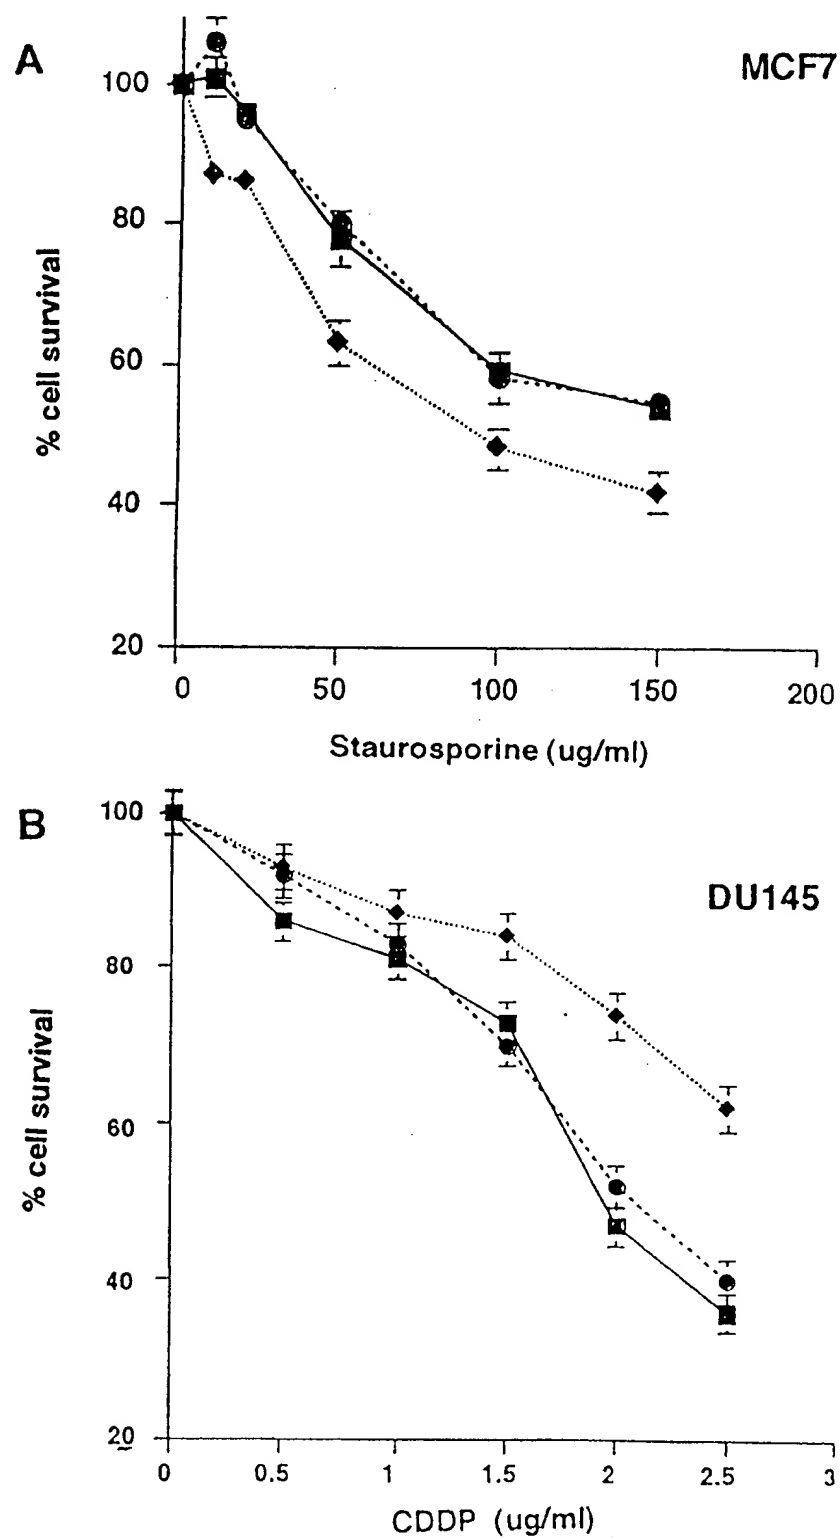 A
MCF7
100
80
60
40
20
% cell survival
0 50 100 150 200
Staurosporine (ug/ml)
B
DU145
100
80
60
40
20
% cell survival
0 0.5 1 1.5 2 2.5 3
CDDP (ug/ml)